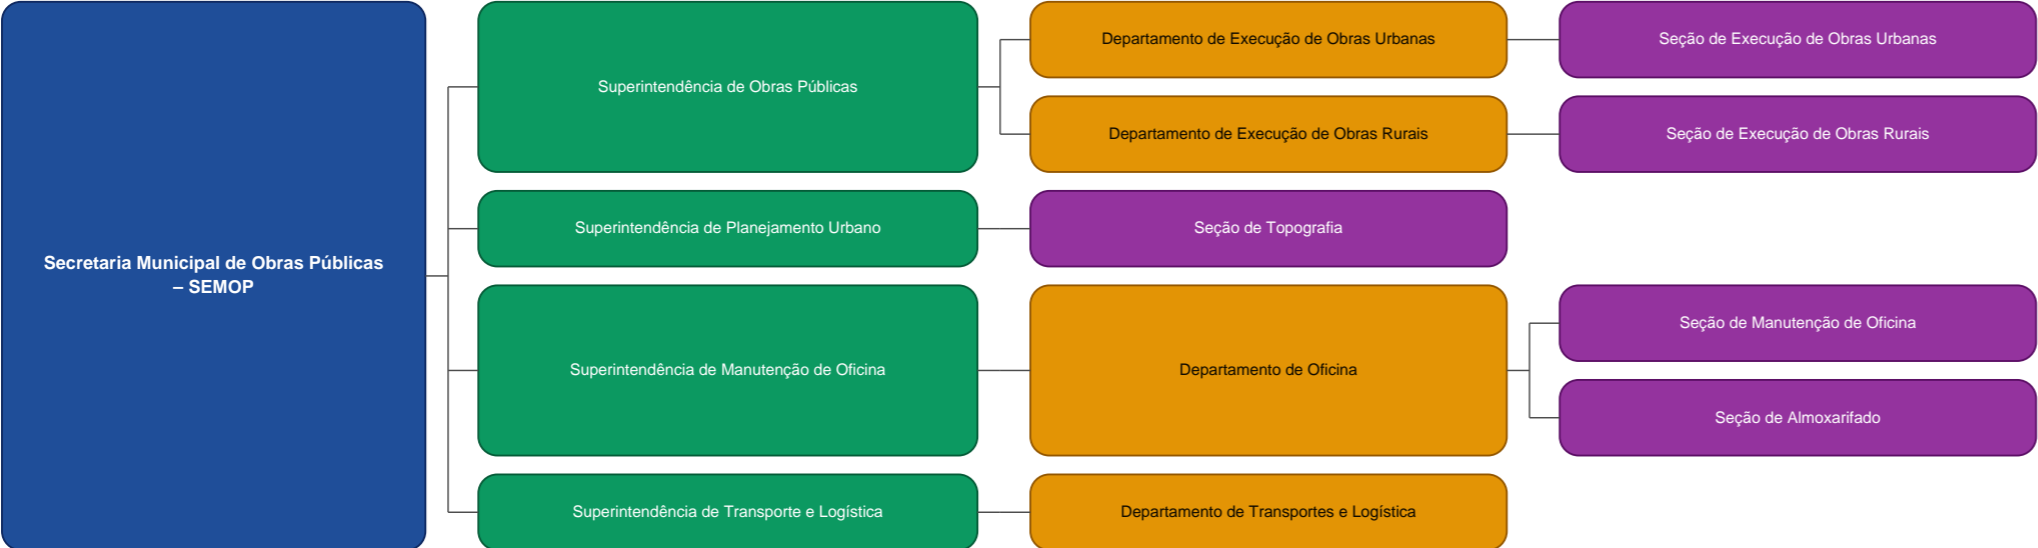 Secretaria Municipal de Obras Públicas
– SEMOP
Superintendência de Obras Públicas
Departamento de Execução de Obras Urbanas
Seção de Execução de Obras Urbanas
Departamento de Execução de Obras Rurais
Seção de Execução de Obras Rurais
Superintendência de Planejamento Urbano
Seção de Topografia
Superintendência de Manutenção de Oficina
Departamento de Oficina
Seção de Manutenção de Oficina
Seção de Almoxarifado
Superintendência de Transporte e Logística
Departamento de Transportes e Logística